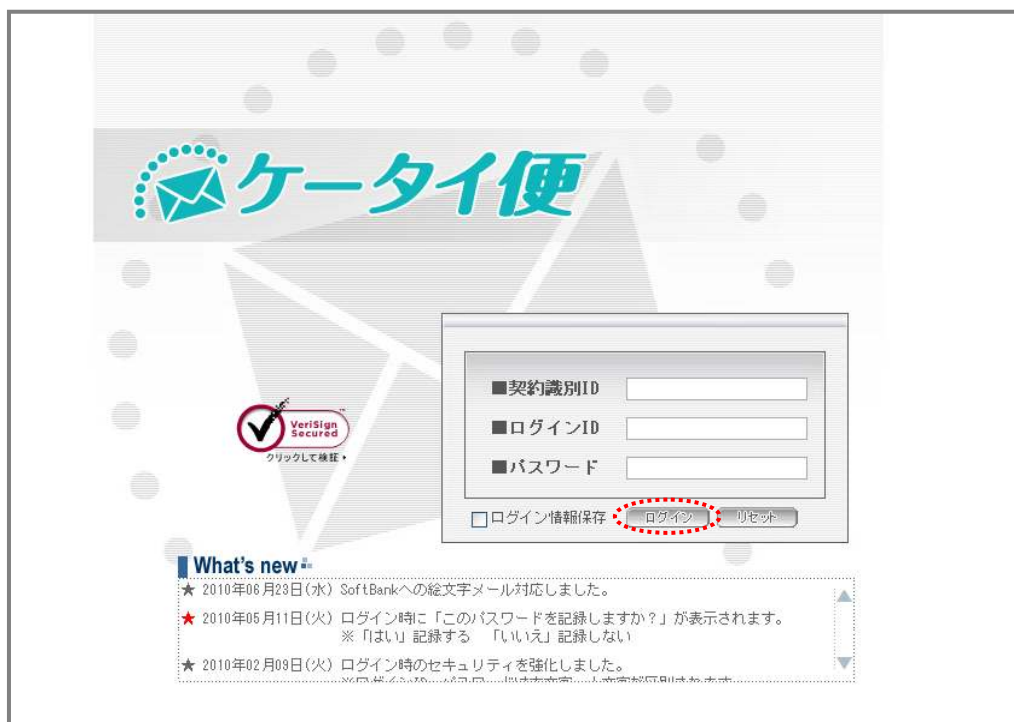 ケータイ便
■契約識別ID
■ログインID
■パスワード
VeriSign
Secured
™
クリックして検証
ログイン情報保存 ログイン リセット
What's new
★ 2010年06月23日(水) SoftBankへの絵文字メール対応しました。
★ 2010年05月11日(火) ログイン時に「このパスワードを記録しますか?」が表示されます。
※「はい」記録する 「いいえ」記録しない
★ 2010年02月09日(火) ログイン時のセキュリティを強化しました。